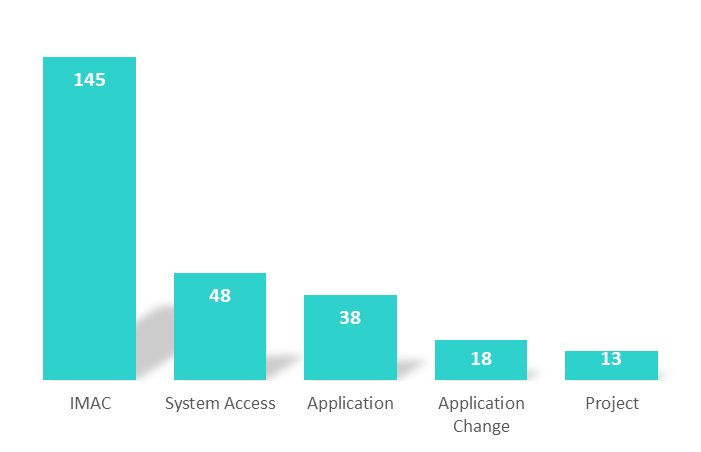 145
48
38
18
13
IMAC
System Access
Application
Application
Change
Project